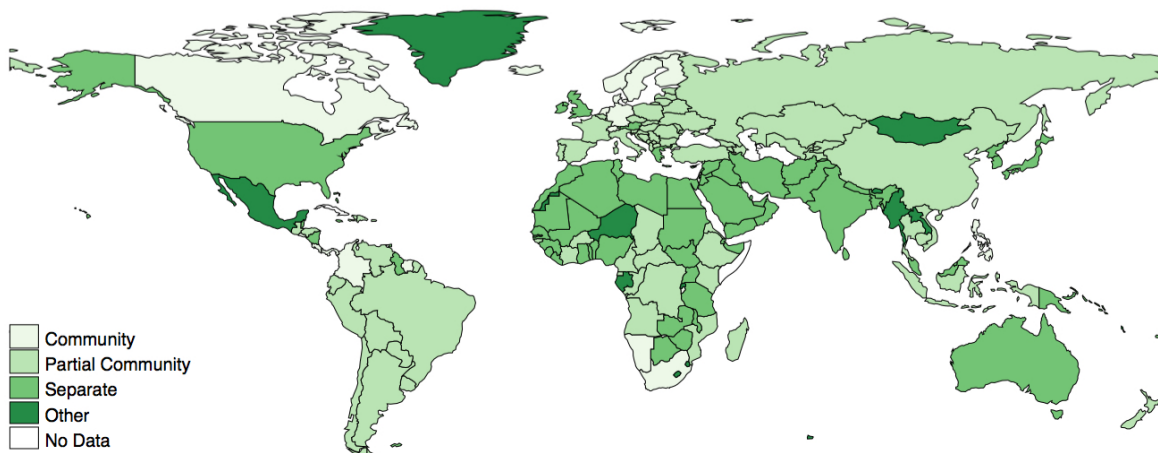 Community
Partial Community
Separate
Other
No Data